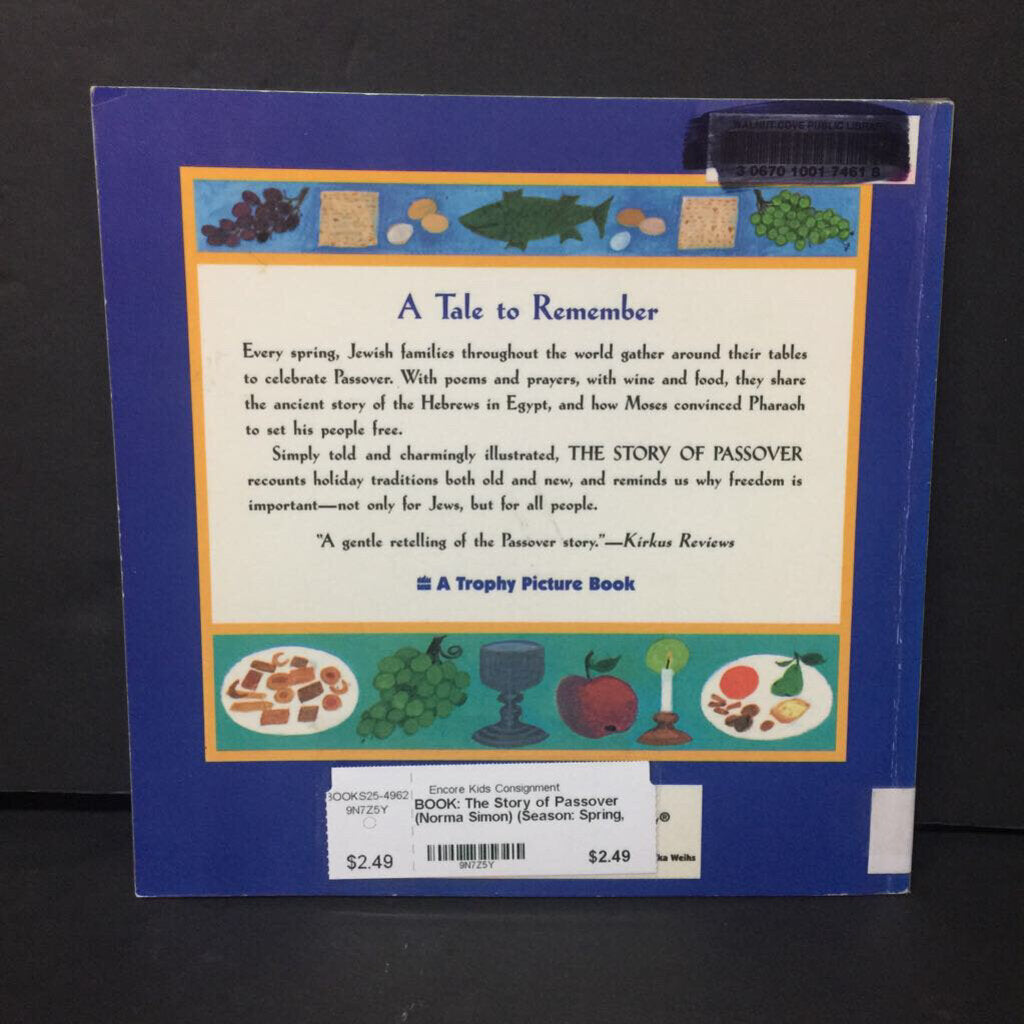 WALNUT COVE PUBLIC LIBRA
3 0670 1001 7461 8
A Tale to Remember
Every spring, Jewish families throughout the world gather around their tables
to celebrate Passover. With poems and prayers, with wine and food, they share
the ancient story of the Hebrews in Egypt, and how Moses convinced Pharaoh
to set his people free.
Simply told and charmingly illustrated, THE STORY OF PASSOVER
recounts holiday traditions both old and new, and reminds us why freedom is
important—not only for Jews, but for all people.
"A gentle retelling of the Passover story."—Kirkus Reviews
A Trophy Picture Book
BOOKS25-4962
9N7Z5Y
$2.49
Encore Kids Consignment
BOOK: The Story of Passover
(Norma Simon) (Season: Spring,
9N7Z5Y
$2.49
®
ka Weihs